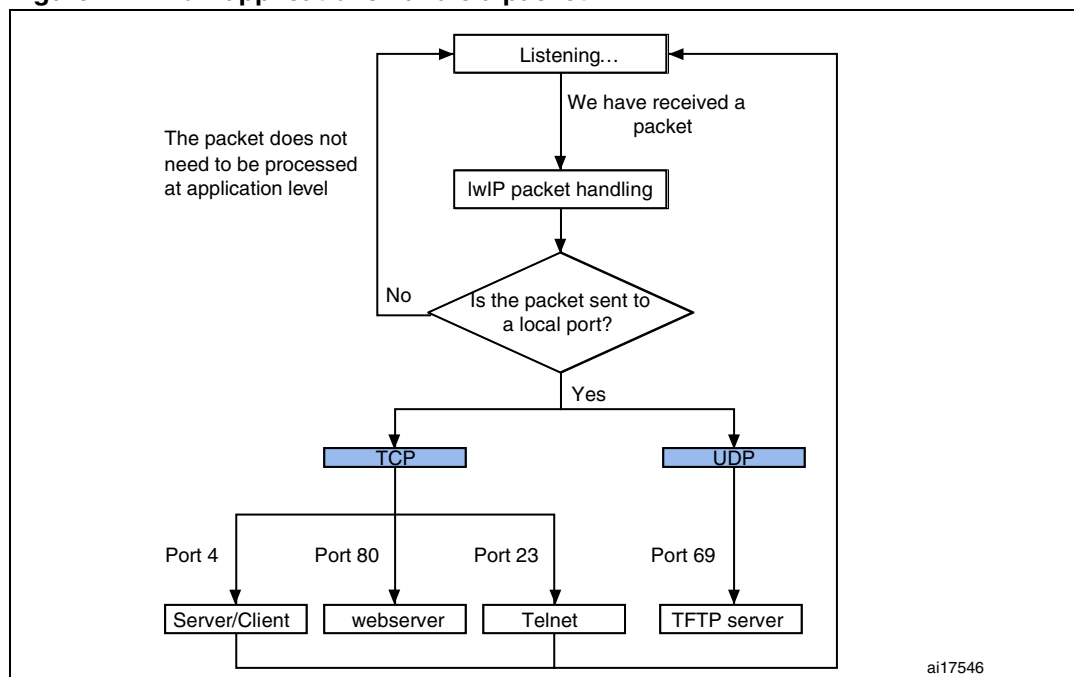 Listening...
We have received a
packet
The packet does not
need to be processed
at application level
lwIP packet handling
No
Is the packet sent to
a local port?
Yes
TCP
UDP
Port 4
Port 80
Port 23
Port 69
Server/Client
webserver
Telnet
TFTP server
ai17546